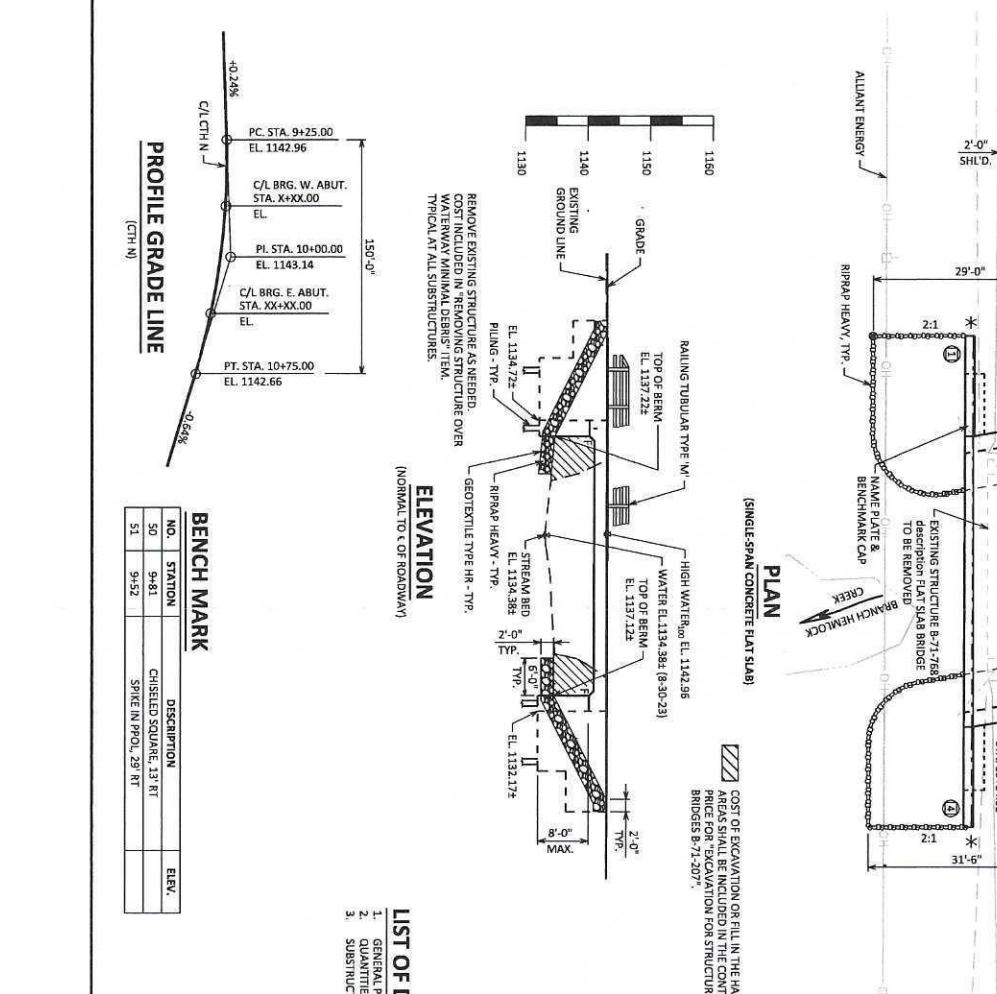 2'-0"
SHL'D.
ALLIANT ENERGY
29'-0"
RIPRAP HEAVY, TYP.
2:1
1
NAME PLATE &
BENCHMARK CAP
EXISTING STRUCTURE B-71-768
description FLAT SLAB BRIDGE
TO BE REMOVED
BRANCH HEMLOCK
CREEK
4
2:1
31'-6"
OH
OH
OH
OH
PLAN
(SINGLE-SPAN CONCRETE FLAT SLAB)
COST OF EXCAVATION OR FILL IN THE HA
AREAS SHALL BE INCLUDED IN THE CONT
PRICE FOR "EXCAVATION FOR STRUCTUR
BRIDGES B-71-207".
1160
1150
1140
1130
GRADE
EXISTING
GROUND LINE
RAILING TUBULAR TYPE 'M'
TOP OF BERM
EL 1137.22±
HIGH WATER100 EL. 1142.96
WATER EL.1134.38± (8-30-23)
TOP OF BERM
EL. 1137.12±
EL. 1134.72±
PILING - TYP.
RIPRAP HEAVY - TYP.
GEOTEXTILE TYPE HR - TYP.
STREAM BED
EL. 1134.38±
2'-0"
TYP.
6'-0"
TYP.
EL. 1132.17±
8'-0"
MAX.
2'-0"
TYP.
REMOVE EXISTING STRUCTURE AS NEEDED.
COST INCLUDED IN "REMOVING STRUCTURE OVER
WATERWAY MINIMAL DEBRIS" ITEM.
TYPICAL AT ALL SUBSTRUCTURES.
ELEVATION
(NORMAL TO ℄ OF ROADWAY)
+0.24%
C/L CTH N
PC. STA. 9+25.00
EL. 1142.96
C/L BRG. W. ABUT.
STA. X+XX.00
EL.
PI. STA. 10+00.00
EL. 1143.14
C/L BRG. E. ABUT.
STA. XX+XX.00
EL.
PT. STA. 10+75.00
EL. 1142.66
150'-0"
-0.64%
PROFILE GRADE LINE
(CTH N)
BENCH MARK
NO. STATION DESCRIPTION ELEV.
50 9+81 CHISELED SQUARE, 13' RT
51 9+52 SPIKE IN PPOL, 29' RT
LIST OF
1. GENERAL P
2. QUANTITIE
3. SUBSTRUC